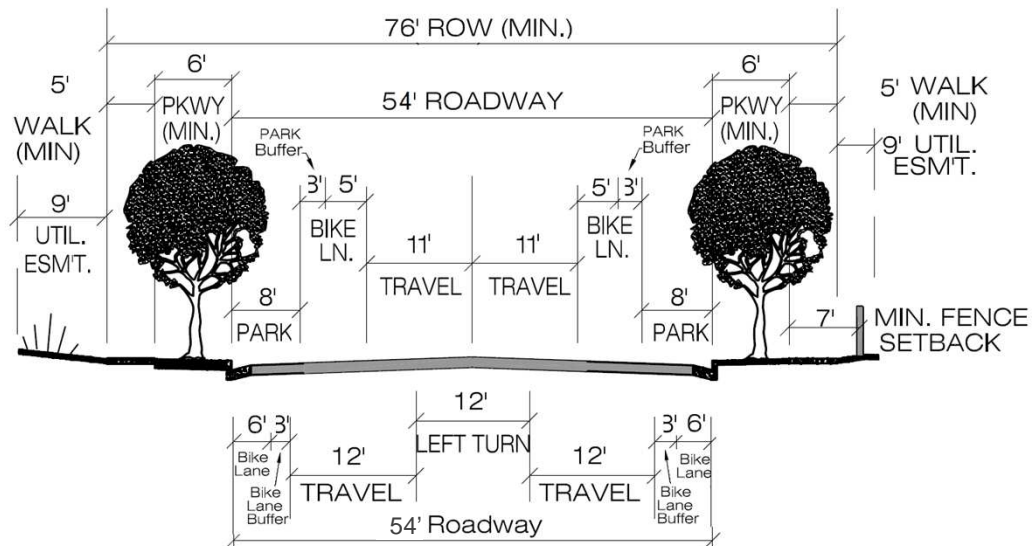 76' ROW (MIN.)
5'
WALK
(MIN)
6'
PKWY
(MIN.)
54' ROADWAY
6'
PKWY
(MIN.)
5' WALK
(MIN)
9' UTIL.
ESM'T.
PARK
Buffer
PARK
Buffer
9'
UTIL.
ESM'T.
3'
5'
BIKE
LN.
11'
TRAVEL
11'
TRAVEL
5'
3'
BIKE
LN.
8'
PARK
8'
PARK
7'
MIN. FENCE
SETBACK
6'
3'
Bike
Lane
Bike
Lane
Buffer
12'
TRAVEL
12'
LEFT TURN
12'
TRAVEL
3'
6'
Bike
Lane
Bike
Lane
Buffer
54' Roadway